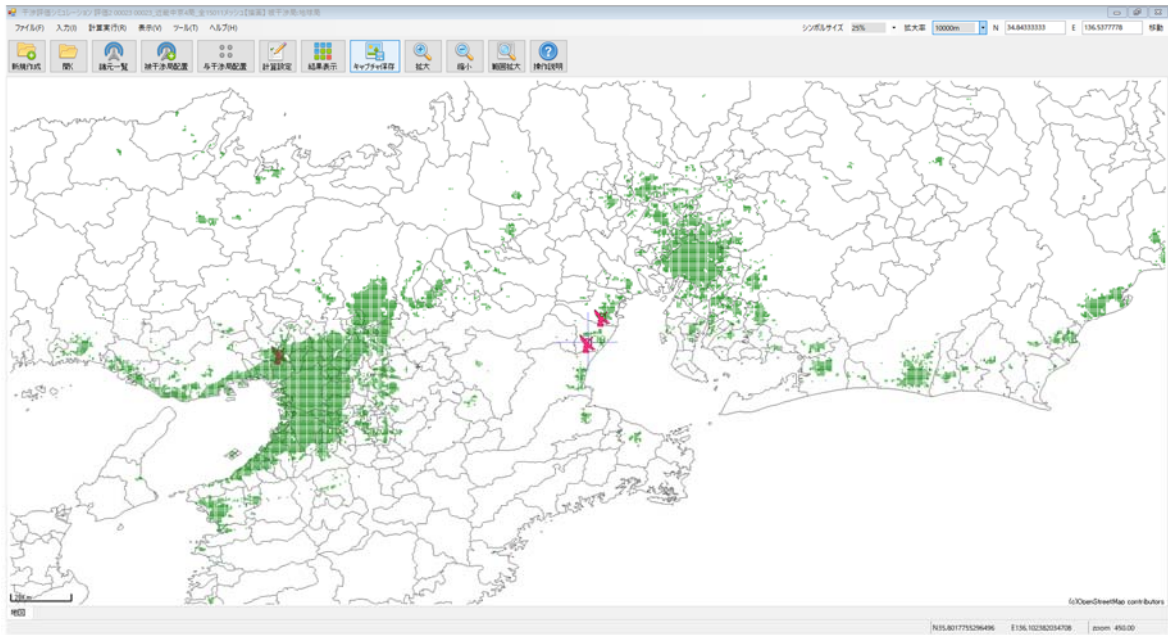 ファイル(F) 入力(I) 計算実行(R) 表示(V) ツール(T) ヘルプ(H) シンボルサイズ 25% 拡大率 10000m N 34.84333333 E 136.5377778 移動
新規作成 開く 諸元一覧 被干渉局配置 与干渉局配置 計算設定 結果表示 キャプチャ保存 拡大 縮小 範囲拡大 操作説明
(c)OpenStreetMap contributors
地図
N35.8017755296496 E136.102382034708 zoom 450.00